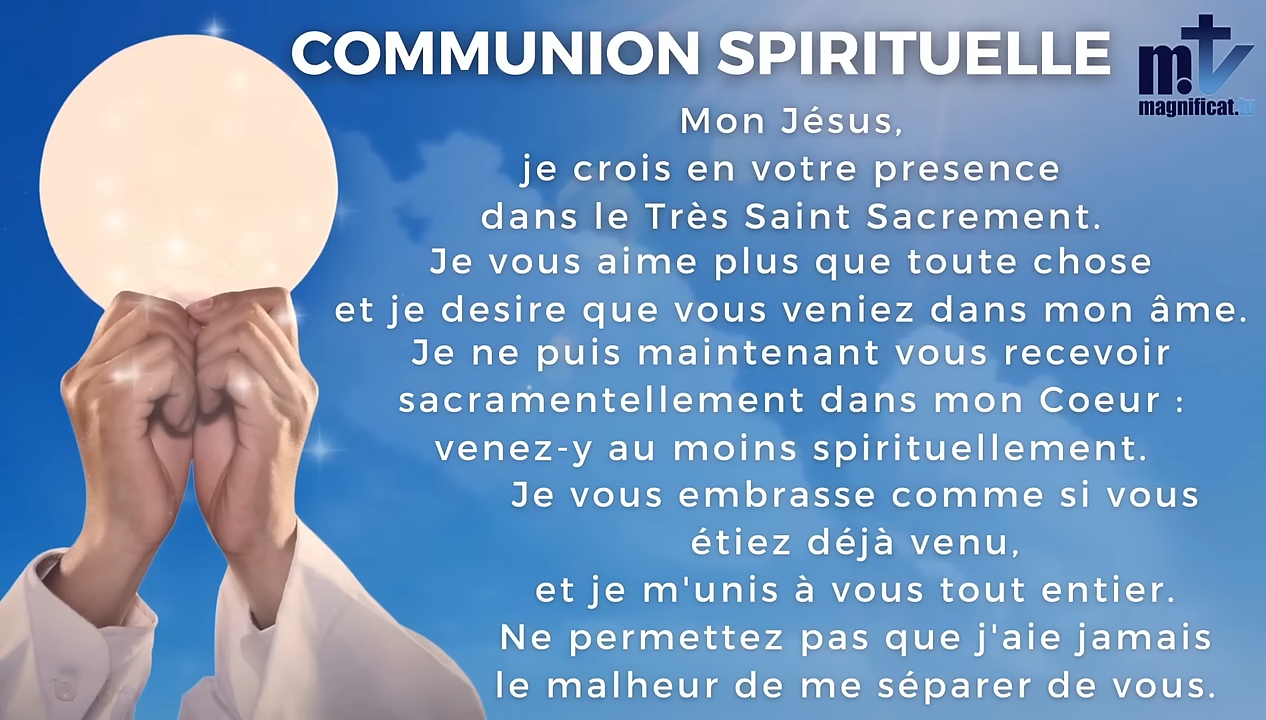 COMMUNION SPIRITUELLE
mtv
magnificat.tv
Mon Jésus,
je crois en votre presence
dans le Très Saint Sacrement.
Je vous aime plus que toute chose
et je desire que vous veniez dans mon âme.
Je ne puis maintenant vous recevoir
sacramentellement dans mon Coeur :
venez-y au moins spirituellement.
Je vous embrasse comme si vous
étiez déjà venu,
et je m'unis à vous tout entier.
Ne permettez pas que j'aie jamais
le malheur de me séparer de vous.